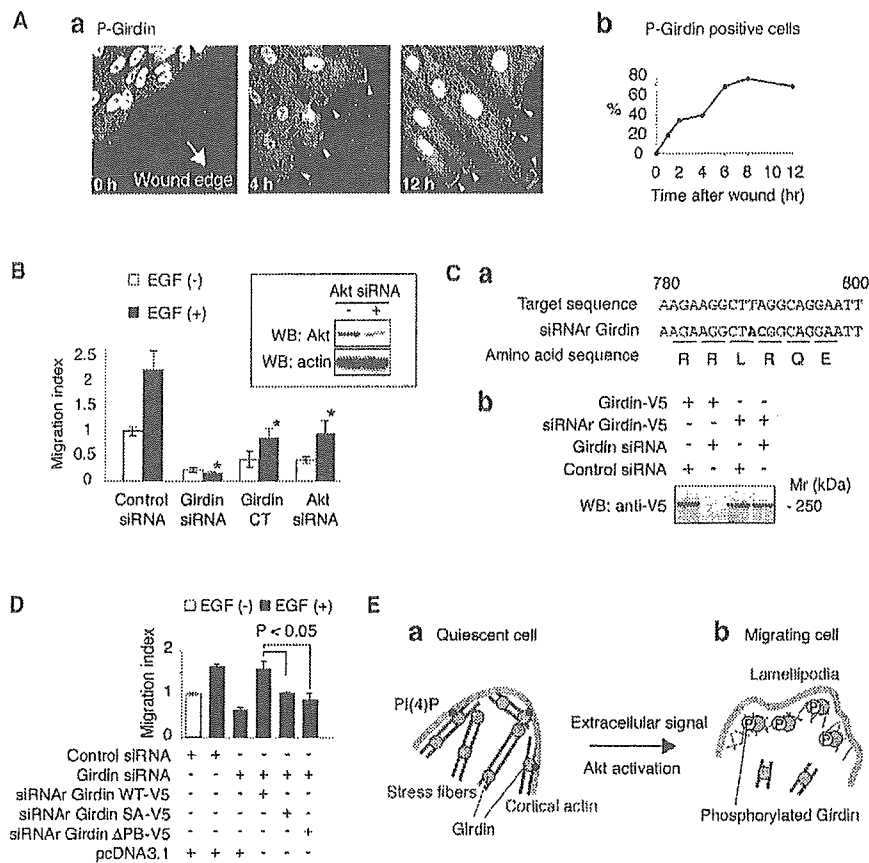 A
a P-Girdin
0 h
Wound edge
4 h
12 h
b P-Girdin positive cells
%
80
60
40
20
0
0 2 4 6 8 10 12
Time after wound (hr)
B
EGF (-)
EGF (+)
Migration index
2.5
2
1.5
1
0.5
0
*
*
*
Control siRNA
Girdin siRNA
Girdin CT
Akt siRNA
Akt siRNA
- +
WB: Akt
WB: actin
C a
780 800
Target sequence AAGAAGGCTTAGGCAGGAATT
siRNAr Girdin AAGAAGGCTACGGCAGGAATT
Amino acid sequence R R L R Q E
b
Girdin-V5 + + - -
siRNAr Girdin-V5 - - + +
Girdin siRNA - + - +
Control siRNA + - + -
Mr (kDa)
WB: anti-V5 - 250
D
EGF (-) EGF (+)
P < 0.05
Migration index
2
1
0
Control siRNA + + - - - -
Girdin siRNA - - + + + +
siRNAr Girdin WT-V5 - - - + - -
siRNAr Girdin SA-V5 - - - - + -
siRNAr Girdin ΔPB-V5 - - - - - +
pcDNA3.1 + + + - - -
E
a Quiescent cell
PI(4)P
Stress fibers
Girdin
Cortical actin
Extracellular signal
Akt activation
b Migrating cell
Lamellipodia
P P P P
Phosphorylated Girdin